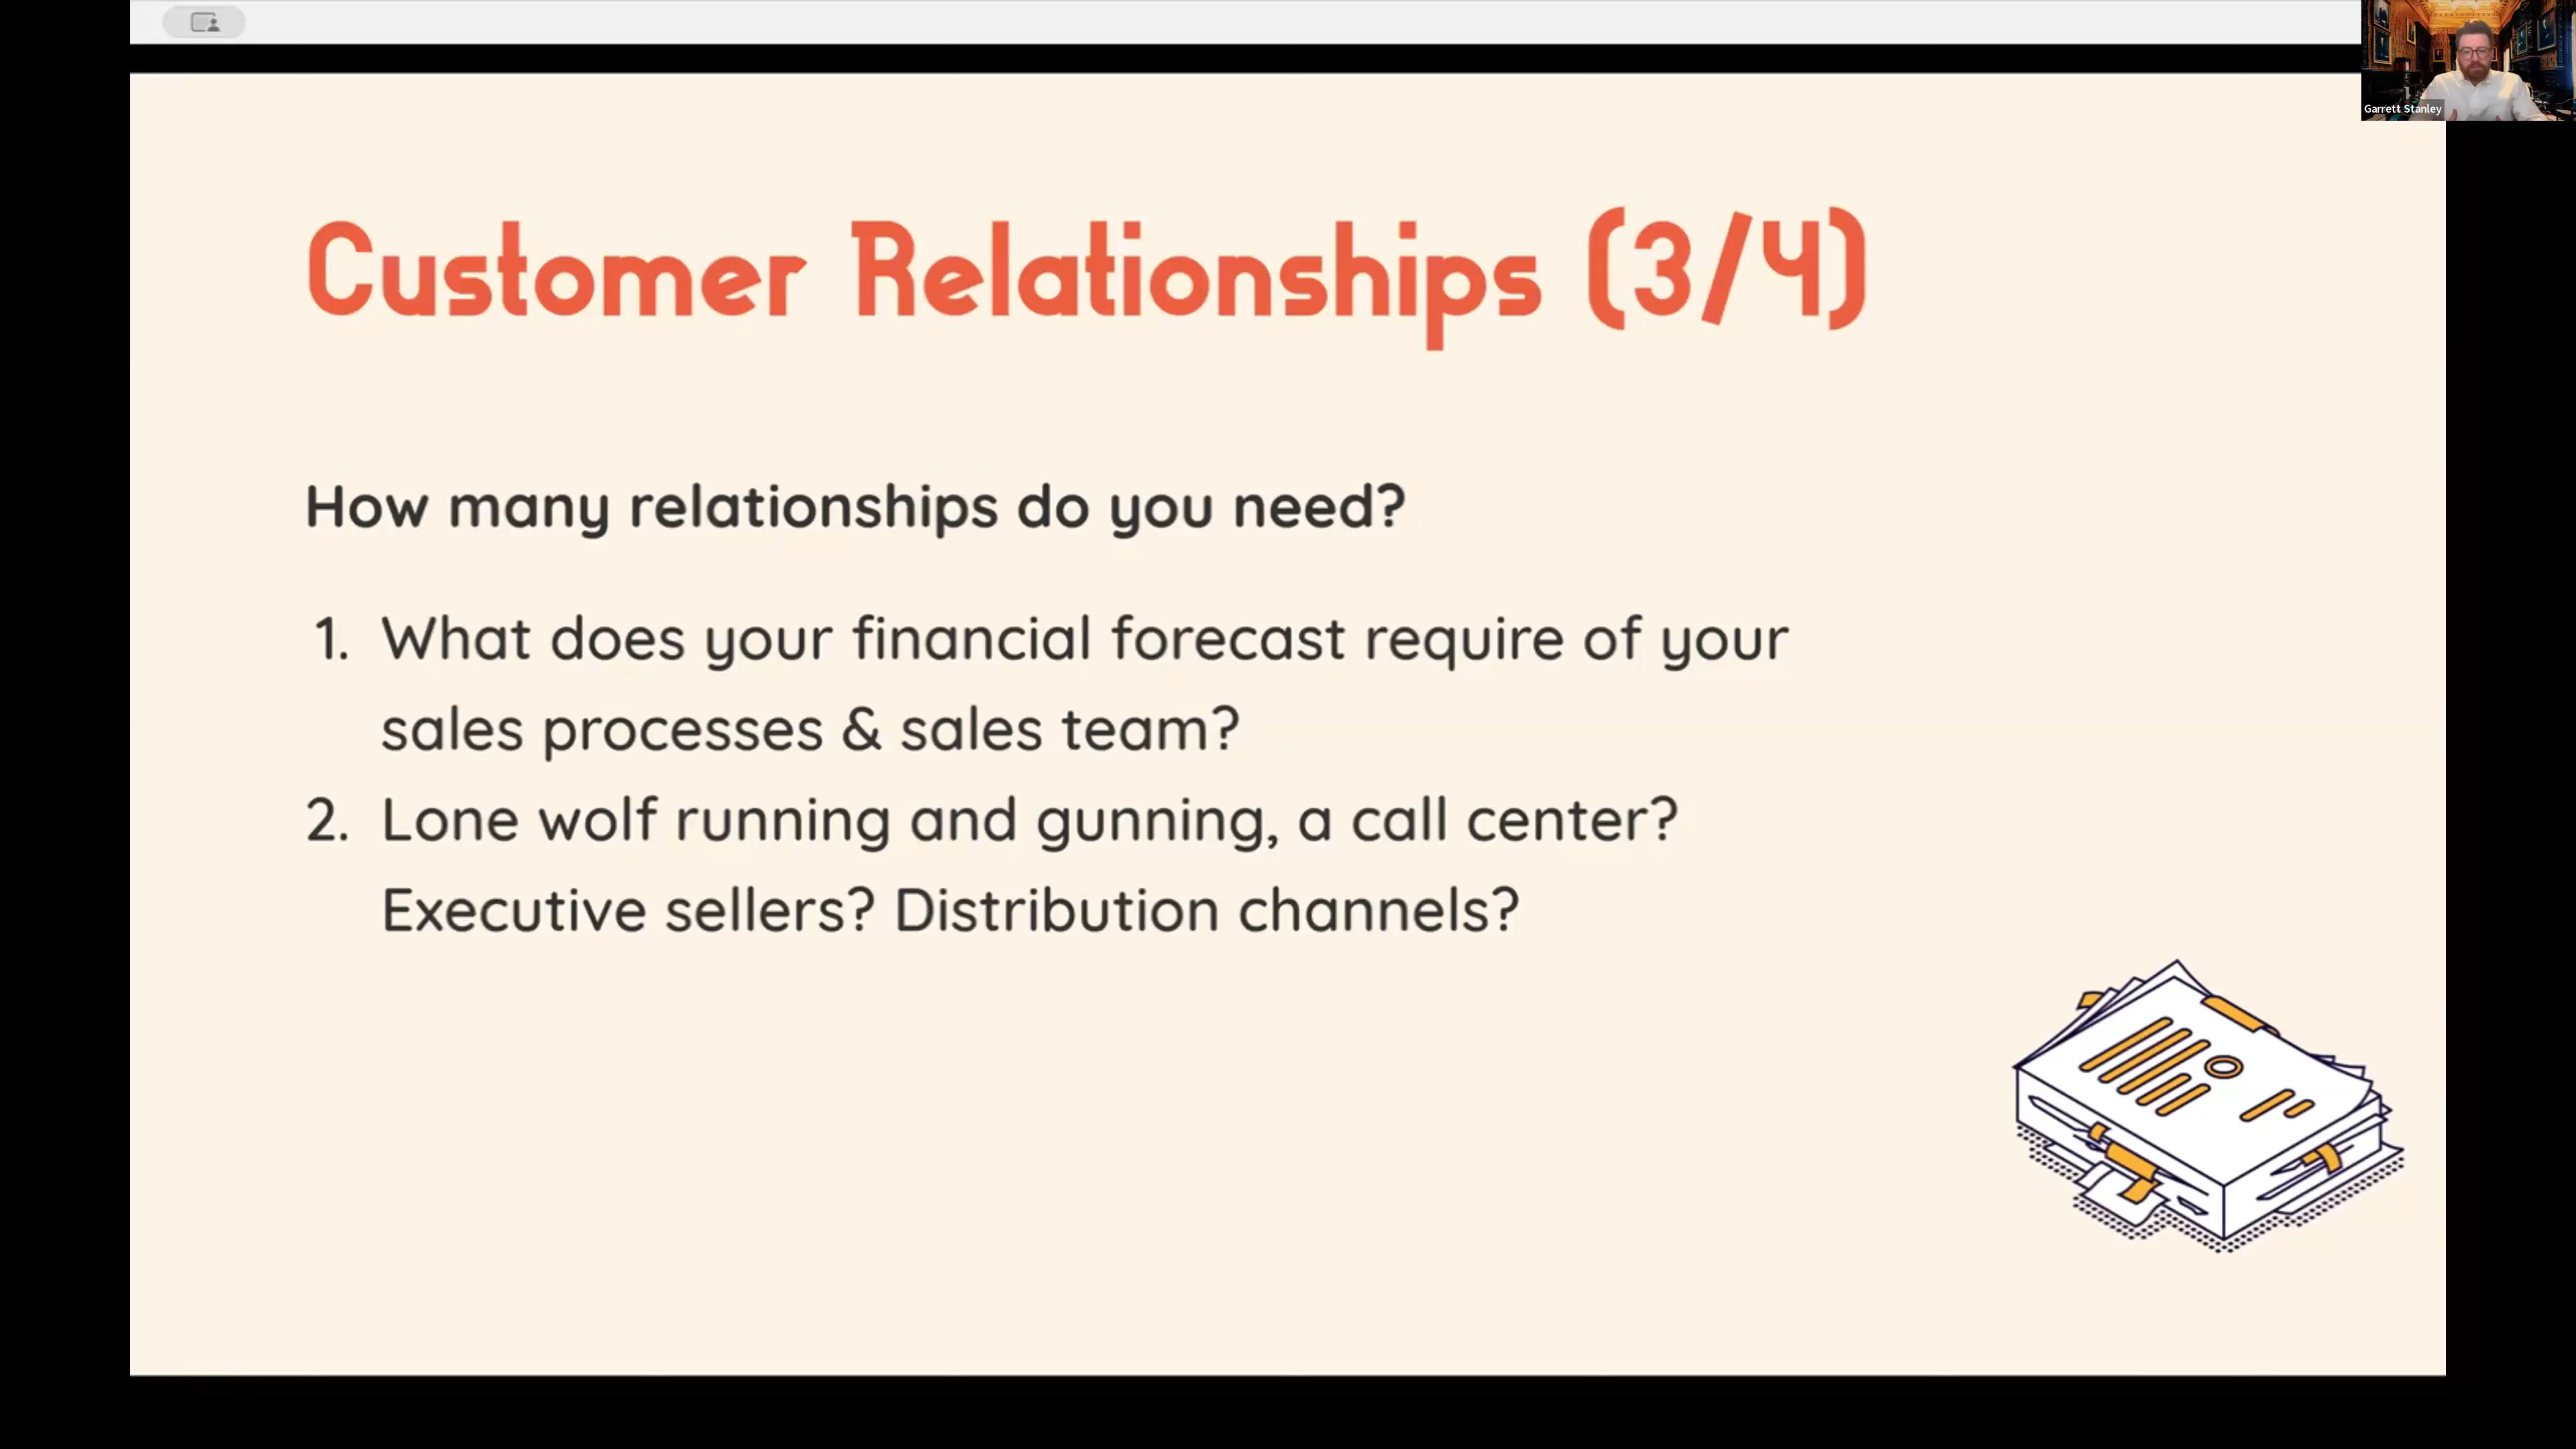 Garrett Stanley
Customer Relationships (3/4)
How many relationships do you need?
1. What does your financial forecast require of your
sales processes & sales team?
2. Lone wolf running and gunning, a call center?
Executive sellers? Distribution channels?